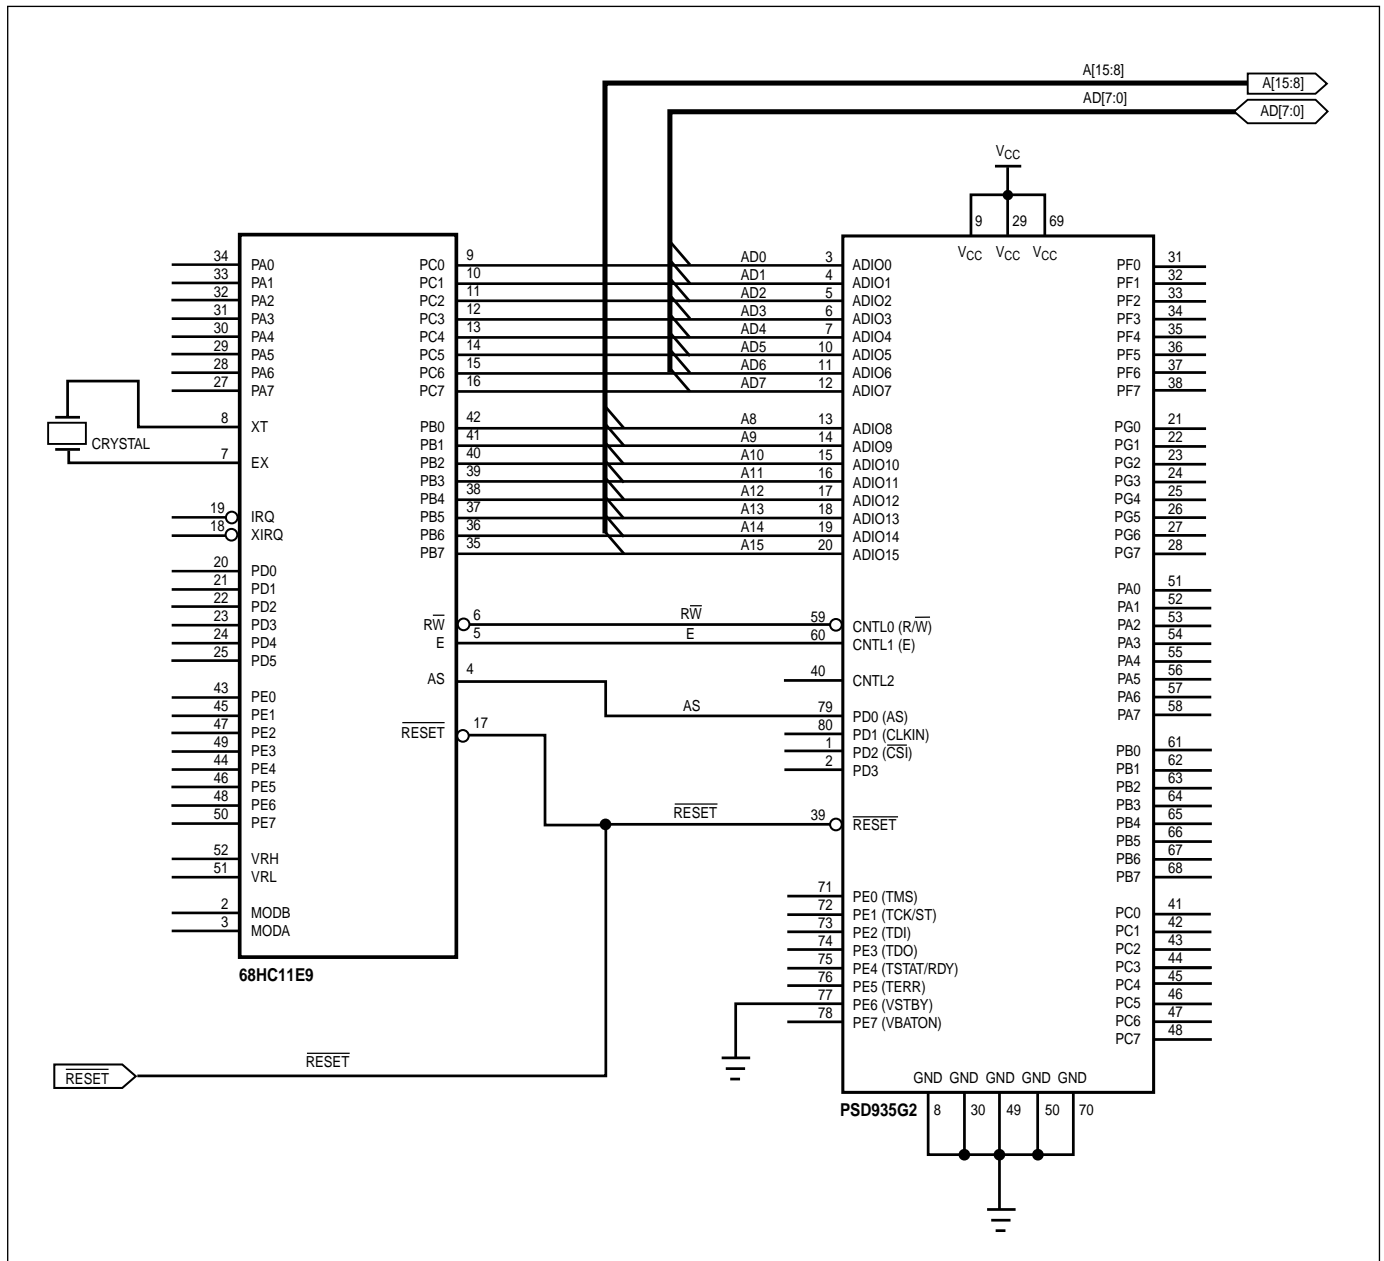 A[15:8]
A[15:8]
AD[7:0]
AD[7:0]
VCC
9 29 69
VCC VCC VCC
34 PA0
33 PA1
32 PA2
31 PA3
30 PA4
29 PA5
28 PA6
27 PA7
8 XT
CRYSTAL
7 EX
19 IRQ
18 XIRQ
20 PD0
21 PD1
22 PD2
23 PD3
24 PD4
25 PD5
43 PE0
45 PE1
47 PE2
49 PE3
44 PE4
46 PE5
48 PE6
50 PE7
52 VRH
51 VRL
2 MODB
3 MODA
PC0 9
PC1 10
PC2 11
PC3 12
PC4 13
PC5 14
PC6 15
PC7 16
PB0 42
PB1 41
PB2 40
PB3 39
PB4 38
PB5 37
PB6 36
PB7 35
RW̅ 6
E 5
AS 4
R̅E̅S̅E̅T̅ 17
68HC11E9
AD0 3 ADIO0
AD1 4 ADIO1
AD2 5 ADIO2
AD3 6 ADIO3
AD4 7 ADIO4
AD5 10 ADIO5
AD6 11 ADIO6
AD7 12 ADIO7
A8 13 ADIO8
A9 14 ADIO9
A10 15 ADIO10
A11 16 ADIO11
A12 17 ADIO12
A13 18 ADIO13
A14 19 ADIO14
A15 20 ADIO15
RW̅ 59 CNTL0 (R/W̅)
E 60 CNTL1 (E)
40 CNTL2
AS 79 PD0 (AS)
80 PD1 (CLKIN)
1 PD2 (C̅S̅I̅)
2 PD3
R̅E̅S̅E̅T̅ 39 R̅E̅S̅E̅T̅
71 PE0 (TMS)
72 PE1 (TCK/ST)
73 PE2 (TDI)
74 PE3 (TDO)
75 PE4 (TSTAT/RDY)
76 PE5 (TERR)
77 PE6 (VSTBY)
78 PE7 (VBATON)
PF0 31
PF1 32
PF2 33
PF3 34
PF4 35
PF5 36
PF6 37
PF7 38
PG0 21
PG1 22
PG2 23
PG3 24
PG4 25
PG5 26
PG6 27
PG7 28
PA0 51
PA1 52
PA2 53
PA3 54
PA4 55
PA5 56
PA6 57
PA7 58
PB0 61
PB1 62
PB2 63
PB3 64
PB4 65
PB5 66
PB6 67
PB7 68
PC0 41
PC1 42
PC2 43
PC3 44
PC4 45
PC5 46
PC6 47
PC7 48
R̅E̅S̅E̅T̅
R̅E̅S̅E̅T̅
GND GND GND GND GND
PSD935G2
8 30 49 50 70